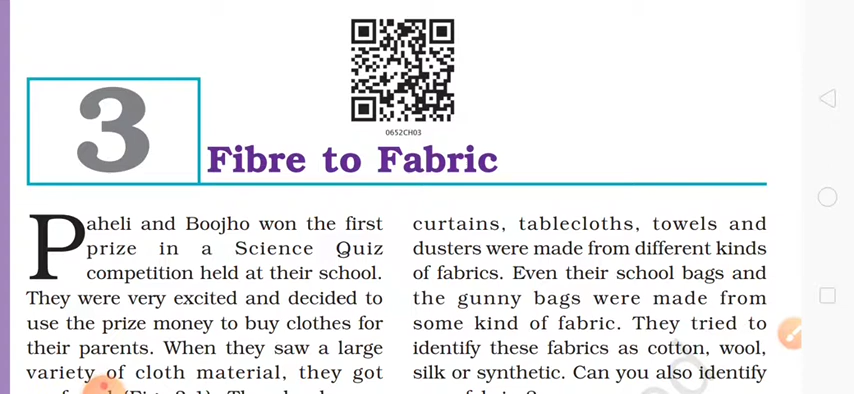 0652CH03
3
Fibre to Fabric
Paheli and Boojho won the first
prize in a Science Quiz
competition held at their school.
They were very excited and decided to
use the prize money to buy clothes for
their parents. When they saw a large
variety of cloth material, they got
curtains, tablecloths, towels and
dusters were made from different kinds
of fabrics. Even their school bags and
the gunny bags were made from
some kind of fabric. They tried to
identify these fabrics as cotton, wool,
silk or synthetic. Can you also identify